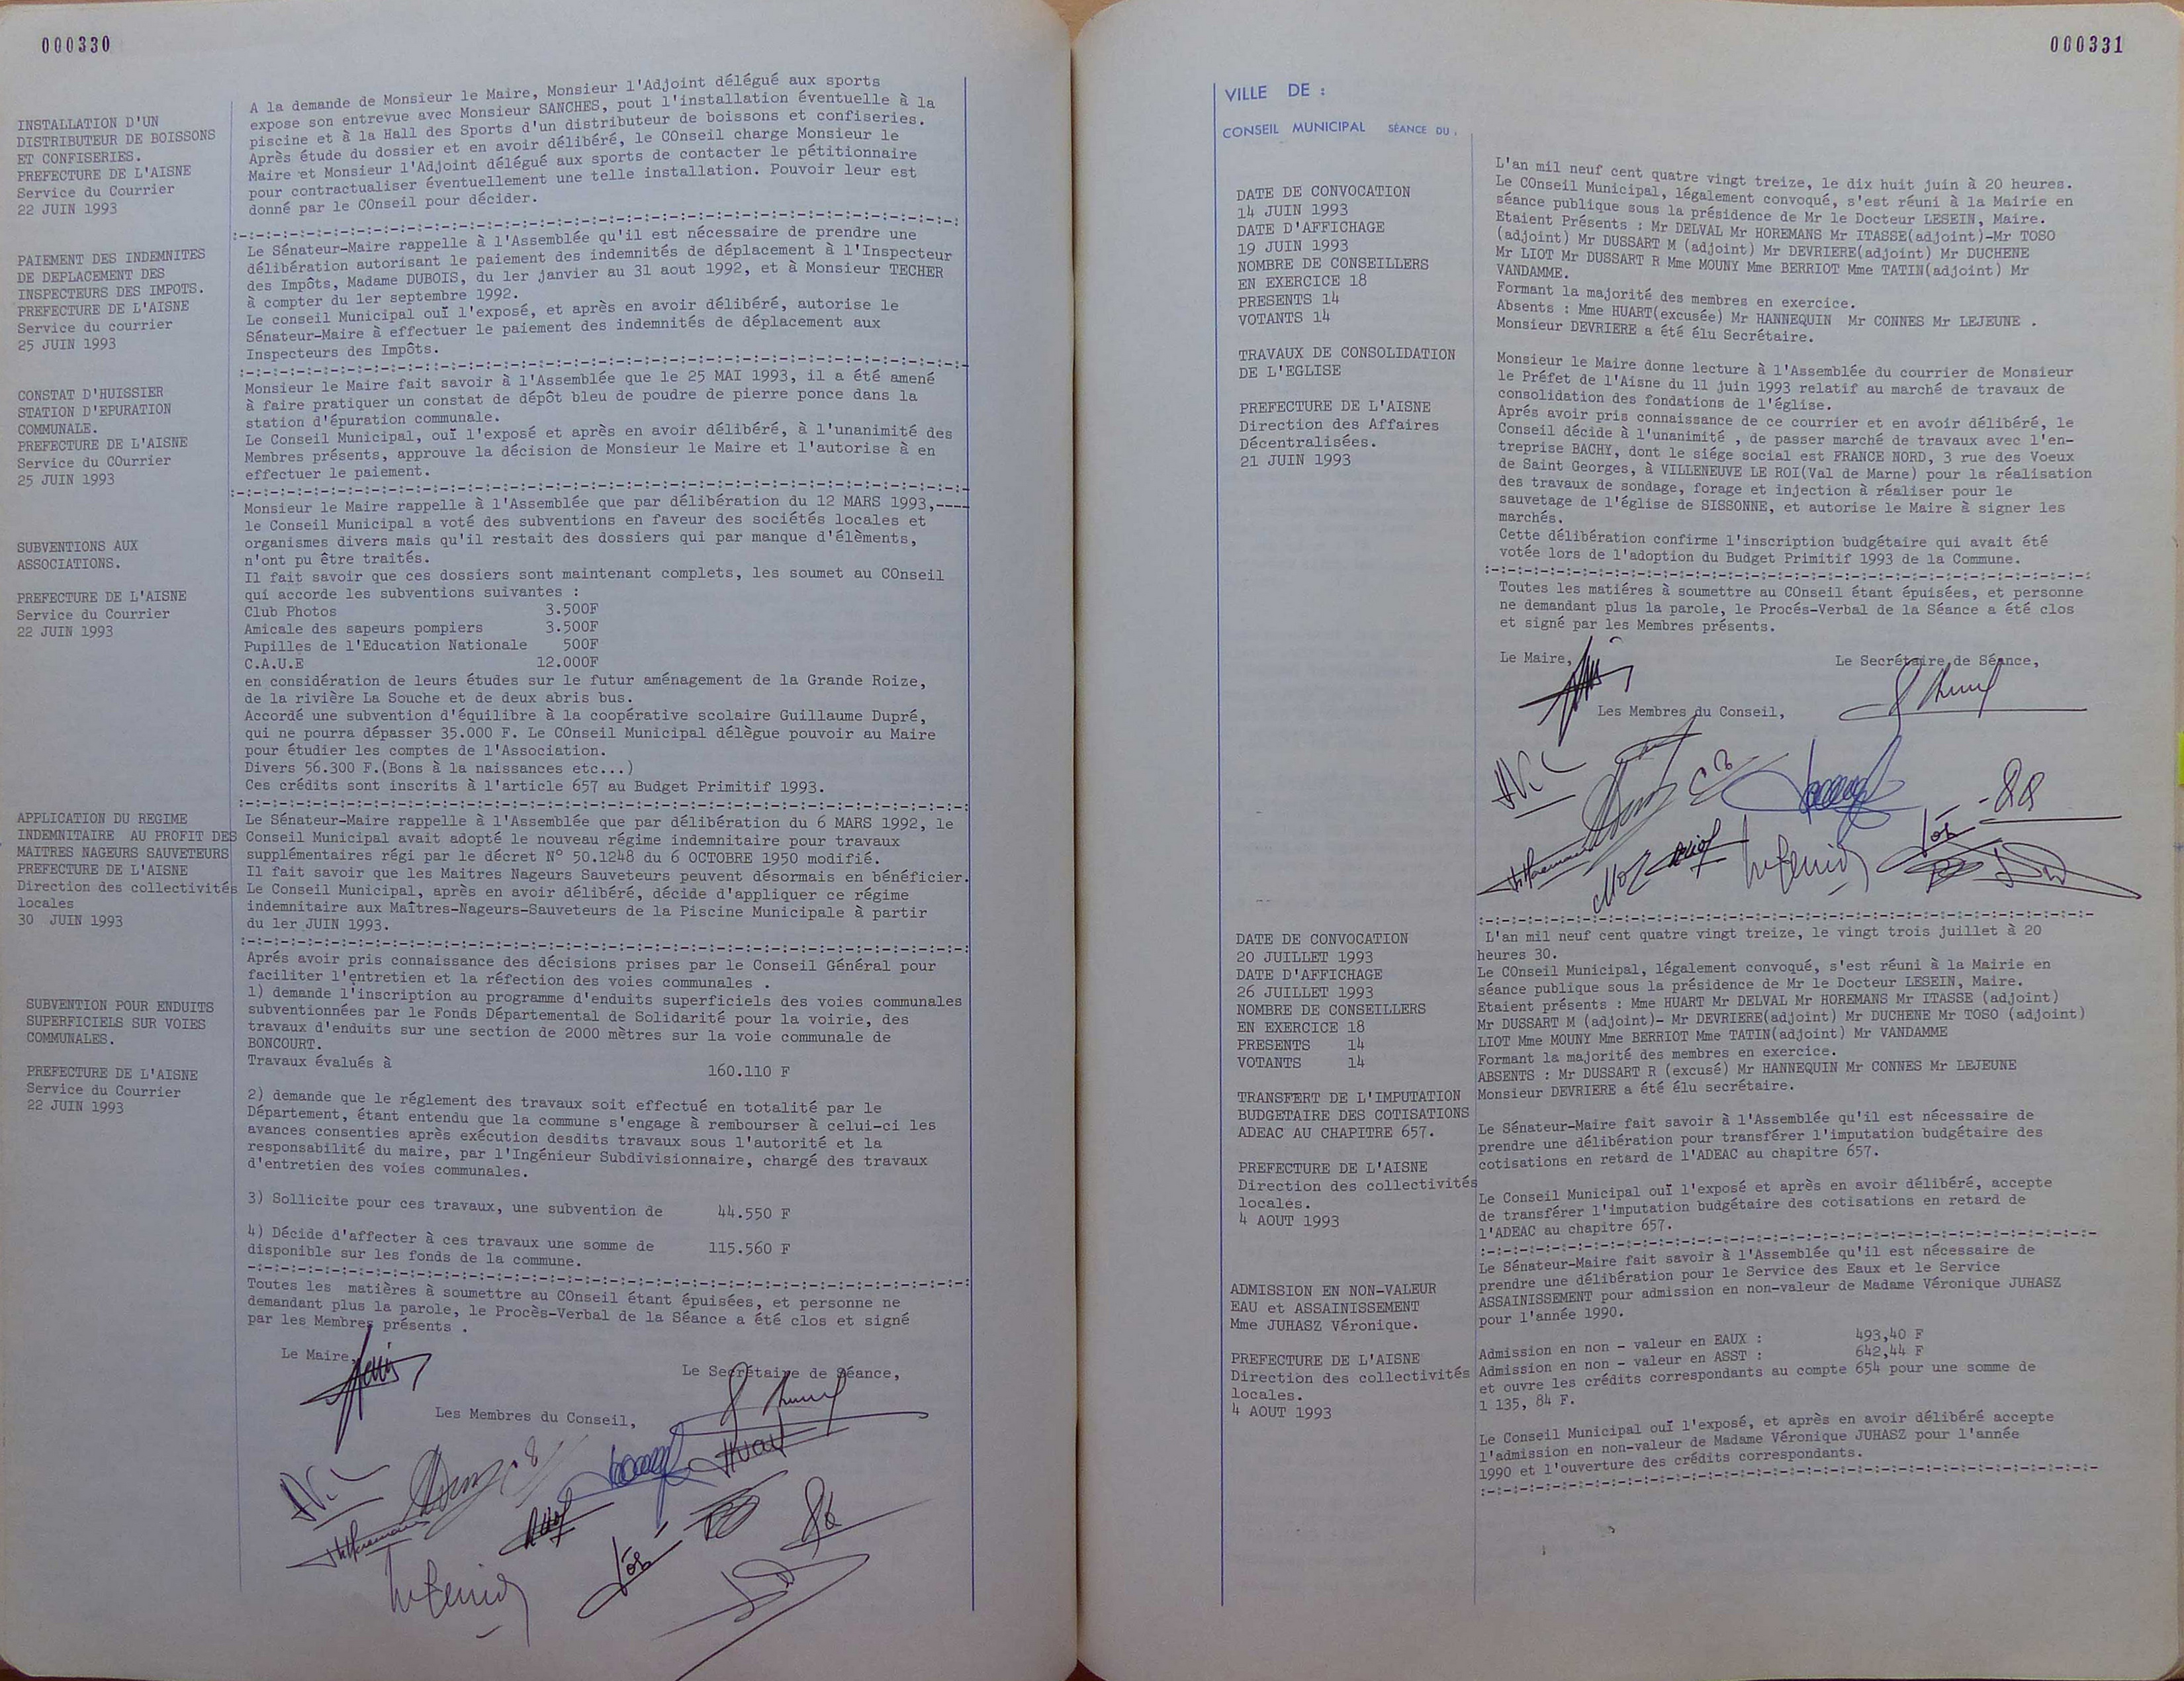 000330
INSTALLATION D'UN
DISTRIBUTEUR DE BOISSONS
ET CONFISERIES.
PREFECTURE DE L'AISNE
Service du Courrier
22 JUIN 1993
A la demande de Monsieur le Maire, Monsieur l'Adjoint délégué aux sports
expose son entrevue avec Monsieur SANCHES, pout l'installation éventuelle à la
piscine et à la Hall des Sports d'un distributeur de boissons et confiseries.
Après étude du dossier et en avoir délibéré, le COnseil charge Monsieur le
Maire et Monsieur l'Adjoint délégué aux sports de contacter le pétitionnaire
pour contractualiser éventuellement une telle installation. Pouvoir leur est
donné par le COnseil pour décider.
PAIEMENT DES INDEMNITES
DE DEPLACEMENT DES
INSPECTEURS DES IMPOTS.
PREFECTURE DE L'AISNE
Service du courrier
25 JUIN 1993
Le Sénateur-Maire rappelle à l'Assemblée qu'il est nécessaire de prendre une
délibération autorisant le paiement des indemnités de déplacement à l'Inspecteur
des Impôts, Madame DUBOIS, du 1er janvier au 31 aout 1992, et à Monsieur TECHER
à compter du 1er septembre 1992.
Le conseil Municipal ouï l'exposé, et après en avoir délibéré, autorise le
Sénateur-Maire à effectuer le paiement des indemnités de déplacement aux
Inspecteurs des Impôts.
CONSTAT D'HUISSIER
STATION D'EPURATION
COMMUNALE.
PREFECTURE DE L'AISNE
Service du COurrier
25 JUIN 1993
Monsieur le Maire fait savoir à l'Assemblée que le 25 MAI 1993, il a été amené
à faire pratiquer un constat de dépôt bleu de poudre de pierre ponce dans la
station d'épuration communale.
Le Conseil Municipal, ouï l'exposé et après en avoir délibéré, à l'unanimité des
Membres présents, approuve la décision de Monsieur le Maire et l'autorise à en
effectuer le paiement.
SUBVENTIONS AUX
ASSOCIATIONS.
PREFECTURE DE L'AISNE
Service du Courrier
22 JUIN 1993
Monsieur le Maire rappelle à l'Assemblée que par délibération du 12 MARS 1993,----
le Conseil Municipal a voté des subventions en faveur des sociétés locales et
organismes divers mais qu'il restait des dossiers qui par manque d'élèments,
n'ont pu être traités.
Il fait savoir que ces dossiers sont maintenant complets, les soumet au COnseil
qui accorde les subventions suivantes :
Club Photos 3.500F
Amicale des sapeurs pompiers 3.500F
Pupilles de l'Education Nationale 500F
C.A.U.E 12.000F
en considération de leurs études sur le futur aménagement de la Grande Roize,
de la rivière La Souche et de deux abris bus.
Accordé une subvention d'équilibre à la coopérative scolaire Guillaume Dupré,
qui ne pourra dépasser 35.000 F. Le COnseil Municipal délègue pouvoir au Maire
pour étudier les comptes de l'Association.
Divers 56.300 F.(Bons à la naissances etc...)
Ces crédits sont inscrits à l'article 657 au Budget Primitif 1993.
APPLICATION DU REGIME
INDEMNITAIRE AU PROFIT DES
MAITRES NAGEURS SAUVETEURS
PREFECTURE DE L'AISNE
Direction des collectivités
locales
30 JUIN 1993
Le Sénateur-Maire rappelle à l'Assemblée que par délibération du 6 MARS 1992, le
Conseil Municipal avait adopté le nouveau régime indemnitaire pour travaux
supplémentaires régi par le décret N° 50.1248 du 6 OCTOBRE 1950 modifié.
Il fait savoir que les Maitres Nageurs Sauveteurs peuvent désormais en bénéficier.
Le Conseil Municipal, après en avoir délibéré, décide d'appliquer ce régime
indemnitaire aux Maîtres-Nageurs-Sauveteurs de la Piscine Municipale à partir
du 1er JUIN 1993.
SUBVENTION POUR ENDUITS
SUPERFICIELS SUR VOIES
COMMUNALES.
PREFECTURE DE L'AISNE
Service du Courrier
22 JUIN 1993
Aprés avoir pris connaissance des décisions prises par le Conseil Général pour
faciliter l'entretien et la réfection des voies communales .
1) demande l'inscription au programme d'enduits superficiels des voies communales
subventionnées par le Fonds Départemental de Solidarité pour la voirie, des
travaux d'enduits sur une section de 2000 mètres sur la voie communale de
BONCOURT.
Travaux évalués à 160.110 F
2) demande que le réglement des travaux soit effectué en totalité par le
Département, étant entendu que la commune s'engage à rembourser à celui-ci les
avances consenties après exécution desdits travaux sous l'autorité et la
responsabilité du maire, par l'Ingénieur Subdivisionnaire, chargé des travaux
d'entretien des voies communales.
3) Sollicite pour ces travaux, une subvention de 44.550 F
4) Décide d'affecter à ces travaux une somme de 115.560 F
disponible sur les fonds de la commune.
Toutes les matières à soumettre au COnseil étant épuisées, et personne ne
demandant plus la parole, le Procès-Verbal de la Séance a été clos et signé
par les Membres présents .
Le Maire,
Le Secrétaire de Séance,
Les Membres du Conseil,
000331
VILLE DE :
CONSEIL MUNICIPAL SÉANCE DU :
DATE DE CONVOCATION
14 JUIN 1993
DATE D'AFFICHAGE
19 JUIN 1993
NOMBRE DE CONSEILLERS
EN EXERCICE 18
PRESENTS 14
VOTANTS 14
L'an mil neuf cent quatre vingt treize, le dix huit juin à 20 heures.
Le COnseil Municipal, légalement convoqué, s'est réuni à la Mairie en
séance publique sous la présidence de Mr le Docteur LESEIN, Maire.
Etaient Présents : Mr DELVAL Mr HOREMANS Mr ITASSE(adjoint)-Mr TOSO
(adjoint) Mr DUSSART M (adjoint) Mr DEVRIERE(adjoint) Mr DUCHENE
Mr LIOT Mr DUSSART R Mme MOUNY Mme BERRIOT Mme TATIN(adjoint) Mr
VANDAMME.
Formant la majorité des membres en exercice.
Absents : Mme HUART(excusée) Mr HANNEQUIN Mr CONNES Mr LEJEUNE .
Monsieur DEVRIERE a été élu Secrétaire.
TRAVAUX DE CONSOLIDATION
DE L'EGLISE
PREFECTURE DE L'AISNE
Direction des Affaires
Décentralisées.
21 JUIN 1993
Monsieur le Maire donne lecture à l'Assemblée du courrier de Monsieur
le Préfet de l'Aisne du 11 juin 1993 relatif au marché de travaux de
consolidation des fondations de l'église.
Aprés avoir pris connaissance de ce courrier et en avoir délibéré, le
Conseil décide à l'unanimité , de passer marché de travaux avec l'en-
treprise BACHY, dont le siége social est FRANCE NORD, 3 rue des Voeux
de Saint Georges, à VILLENEUVE LE ROI(Val de Marne) pour la réalisation
des travaux de sondage, forage et injection à réaliser pour le
sauvetage de l'église de SISSONNE, et autorise le Maire à signer les
marchés.
Cette délibération confirme l'inscription budgétaire qui avait été
votée lors de l'adoption du Budget Primitif 1993 de la Commune.
Toutes les matiéres à soumettre au COnseil étant épuisées, et personne
ne demandant plus la parole, le Procés-Verbal de la Séance a été clos
et signé par les Membres présents.
Le Maire,
Le Secrétaire de Séance,
Les Membres du Conseil,
DATE DE CONVOCATION
20 JUILLET 1993
DATE D'AFFICHAGE
26 JUILLET 1993
NOMBRE DE CONSEILLERS
EN EXERCICE 18
PRESENTS 14
VOTANTS 14
L'an mil neuf cent quatre vingt treize, le vingt trois juillet à 20
heures 30.
Le COnseil Municipal, légalement convoqué, s'est réuni à la Mairie en
séance publique sous la présidence de Mr le Docteur LESEIN, Maire.
Etaient présents : Mme HUART Mr DELVAL Mr HOREMANS Mr ITASSE (adjoint)
Mr DUSSART M (adjoint)- Mr DEVRIERE(adjoint) Mr DUCHENE Mr TOSO (adjoint)
LIOT Mme MOUNY Mme BERRIOT Mme TATIN(adjoint) Mr VANDAMME
Formant la majorité des membres en exercice.
ABSENTS : Mr DUSSART R (excusé) Mr HANNEQUIN Mr CONNES Mr LEJEUNE
Monsieur DEVRIERE a été élu secrétaire.
TRANSFERT DE L'IMPUTATION
BUDGETAIRE DES COTISATIONS
ADEAC AU CHAPITRE 657.
PREFECTURE DE L'AISNE
Direction des collectivités
locales.
4 AOUT 1993
Le Sénateur-Maire fait savoir à l'Assemblée qu'il est nécessaire de
prendre une délibération pour transférer l'imputation budgétaire des
cotisations en retard de l'ADEAC au chapitre 657.
Le Conseil Municipal ouï l'exposé et après en avoir délibéré, accepte
de transférer l'imputation budgétaire des cotisations en retard de
l'ADEAC au chapitre 657.
ADMISSION EN NON-VALEUR
EAU et ASSAINISSEMENT
Mme JUHASZ Véronique.
PREFECTURE DE L'AISNE
Direction des collectivités
locales.
4 AOUT 1993
Le Sénateur-Maire fait savoir à l'Assemblée qu'il est nécessaire de
prendre une délibération pour le Service des Eaux et le Service
ASSAINISSEMENT pour admission en non-valeur de Madame Véronique JUHASZ
pour l'année 1990.
Admission en non - valeur en EAUX : 493,40 F
Admission en non - valeur en ASST : 642,44 F
et ouvre les crédits correspondants au compte 654 pour une somme de
1 135, 84 F.
Le Conseil Municipal ouï l'exposé, et après en avoir délibéré accepte
l'admission en non-valeur de Madame Véronique JUHASZ pour l'année
1990 et l'ouverture des crédits correspondants.